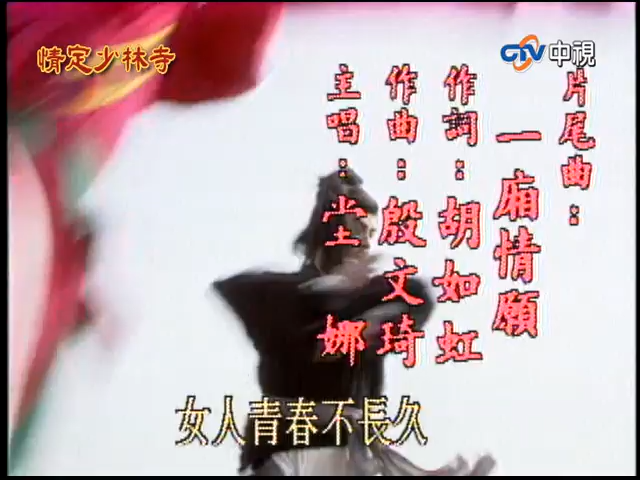 情定少林寺
CTV中視
片尾曲：
一廂情願
作詞：胡如虹
作曲：殷文琦
主唱：堂娜
女人青春不長久